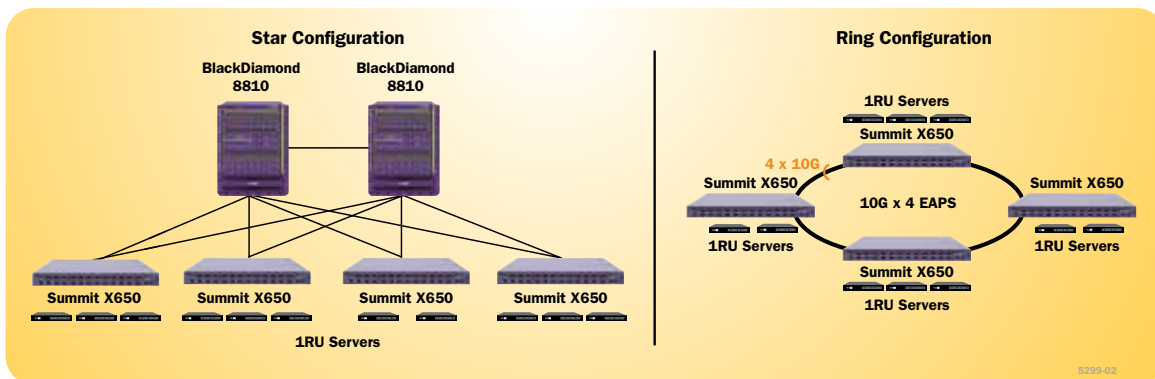 Star Configuration
BlackDiamond
8810
BlackDiamond
8810
Summit X650
Summit X650
Summit X650
Summit X650
1RU Servers
Ring Configuration
1RU Servers
Summit X650
4 x 10G
Summit X650
1RU Servers
10G x 4 EAPS
Summit X650
1RU Servers
Summit X650
1RU Servers
5299-02